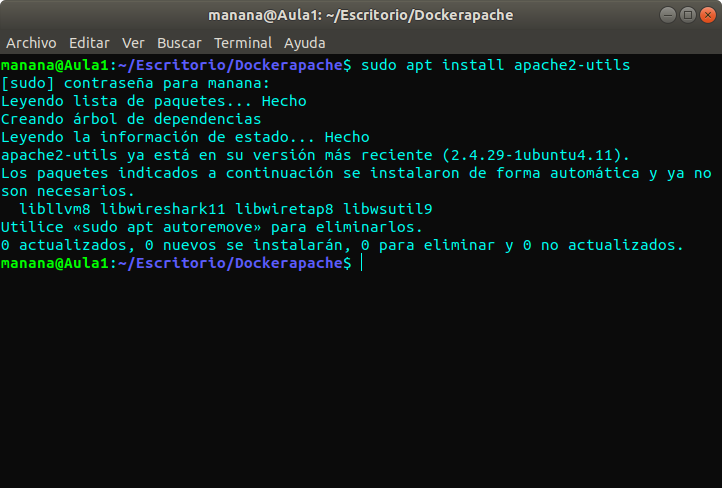 manana@Aula1: ~/Escritorio/Dockerapache
Archivo Editar Ver Buscar Terminal Ayuda
manana@Aula1:~/Escritorio/Dockerapache$ sudo apt install apache2-utils
[sudo] contraseña para manana:
Leyendo lista de paquetes... Hecho
Creando árbol de dependencias
Leyendo la información de estado... Hecho
apache2-utils ya está en su versión más reciente (2.4.29-1ubuntu4.11).
Los paquetes indicados a continuación se instalaron de forma automática y ya no
son necesarios.
  libllvm8 libwireshark11 libwiretap8 libwsutil9
Utilice «sudo apt autoremove» para eliminarlos.
0 actualizados, 0 nuevos se instalarán, 0 para eliminar y 0 no actualizados.
manana@Aula1:~/Escritorio/Dockerapache$